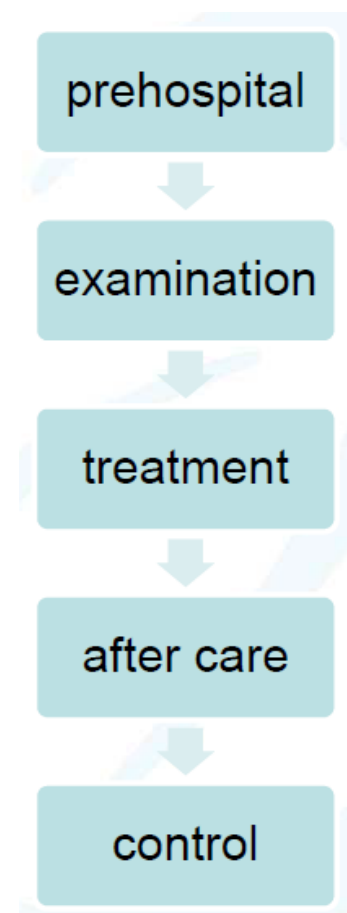 prehospital
examination
treatment
after care
control